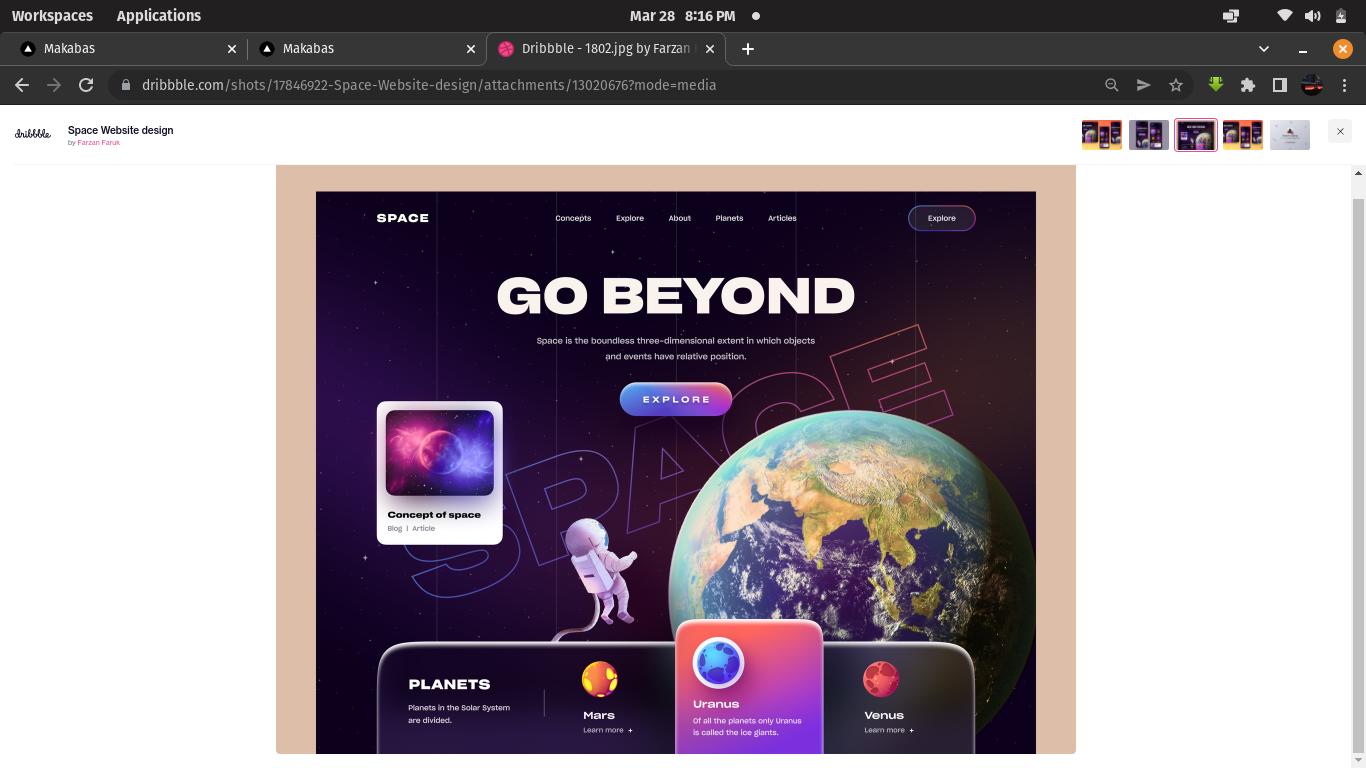 Workspaces Applications Mar 28 8:16 PM
Makabas Makabas Dribbble - 1802.jpg by Farzan
dribbble.com/shots/17846922-Space-Website-design/attachments/13020676?mode=media
dribbble Space Website design
by Farzan Faruk
SPACE Concepts Explore About Planets Articles Explore
GO BEYOND
Space is the boundless three-dimensional extent in which objects
and events have relative position.
EXPLORE
SPACE
Concept of space
Blog | Article
PLANETS
Planets in the Solar System
are divided.
Mars
Learn more +
Uranus
Of all the planets only Uranus
is called the ice giants.
Venus
Learn more +